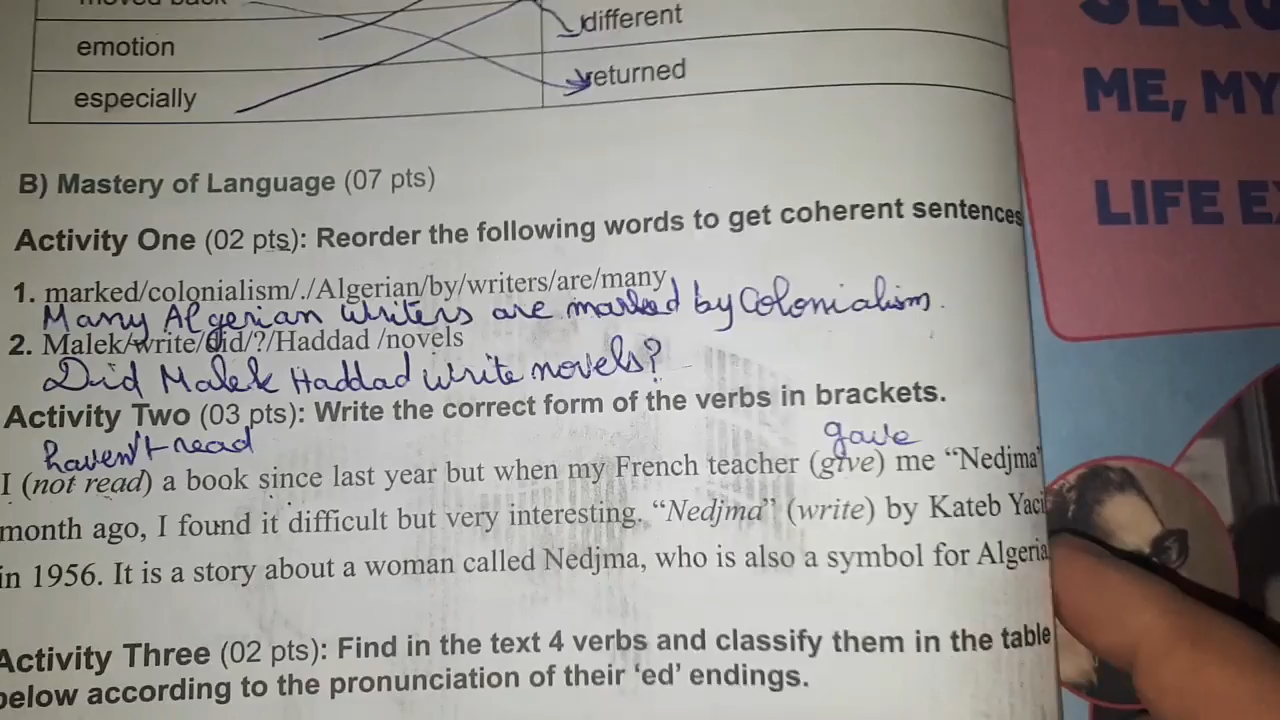 moved back
different
emotion
returned
especially
B) Mastery of Language (07 pts)
Activity One (02 pts): Reorder the following words to get coherent sentences
1. marked/colonialism/./Algerian/by/writers/are/many
Many Algerian writers are marked by Colonialism.
2. Malek/write/did/?/Haddad /novels
Did Malek Haddad write novels?
Activity Two (03 pts): Write the correct form of the verbs in brackets.
haven't read gave
I (not read) a book since last year but when my French teacher (give) me “Nedjma”
month ago, I found it difficult but very interesting. “Nedjma” (write) by Kateb Yaci
in 1956. It is a story about a woman called Nedjma, who is also a symbol for Algeria
Activity Three (02 pts): Find in the text 4 verbs and classify them in the table
below according to the pronunciation of their ‘ed’ endings.
ME, MY
LIFE E